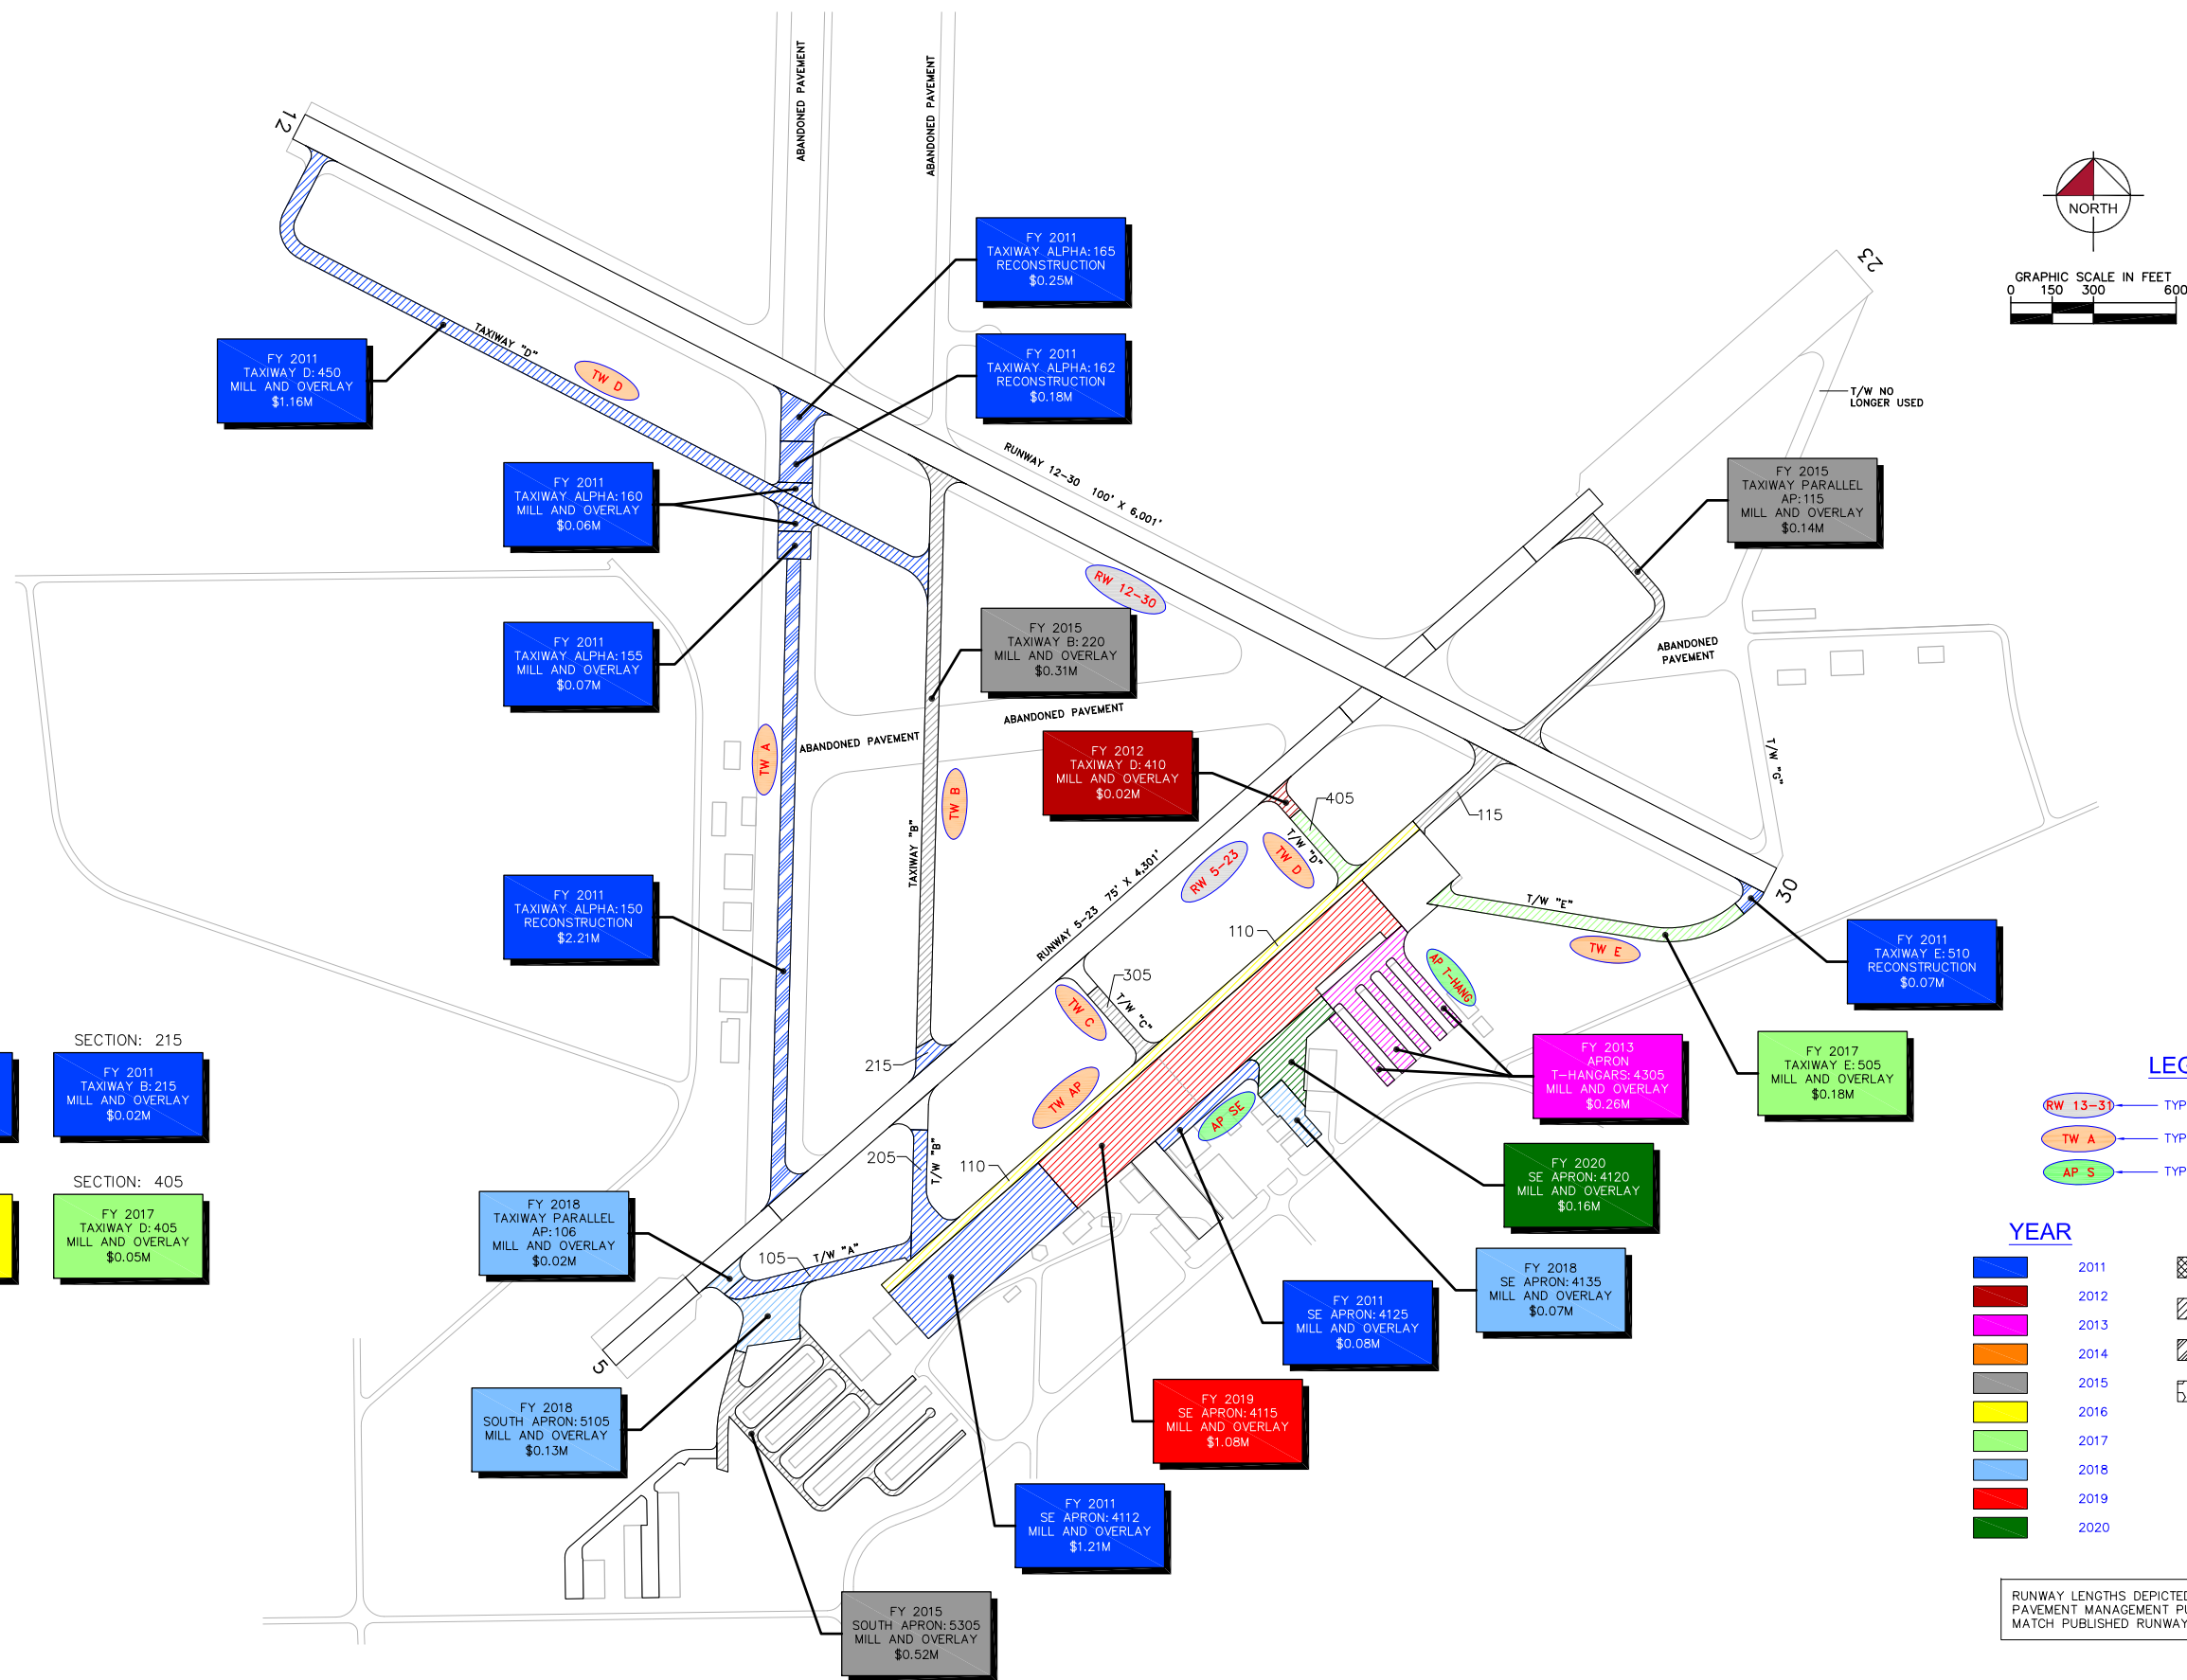 12
ABANDONED PAVEMENT
ABANDONED PAVEMENT
NORTH
GRAPHIC SCALE IN FEET
0 150 300 600
23
T/W NO
LONGER USED
FY 2011
TAXIWAY ALPHA:165
RECONSTRUCTION
$0.25M
FY 2011
TAXIWAY ALPHA:162
RECONSTRUCTION
$0.18M
FY 2011
TAXIWAY D:450
MILL AND OVERLAY
$1.16M
TAXIWAY "D"
TW D
RUNWAY 12-30 100' X 6,001'
FY 2011
TAXIWAY ALPHA:160
MILL AND OVERLAY
$0.06M
FY 2015
TAXIWAY PARALLEL
AP:115
MILL AND OVERLAY
$0.14M
RW 12-30
FY 2011
TAXIWAY ALPHA:155
MILL AND OVERLAY
$0.07M
FY 2015
TAXIWAY B:220
MILL AND OVERLAY
$0.31M
ABANDONED
PAVEMENT
ABANDONED PAVEMENT
ABANDONED PAVEMENT
TW A
TW B
TAXIWAY "B"
T/W "G"
FY 2012
TAXIWAY D:410
MILL AND OVERLAY
$0.02M
405
115
T/W "D"
TW D
RW 5-23
RUNWAY 5-23 75' X 4,301'
FY 2011
TAXIWAY ALPHA:150
RECONSTRUCTION
$2.21M
110
305
T/W "C"
TW C
T/W "E"
TW E
30
AP T-HANG
FY 2011
TAXIWAY E:510
RECONSTRUCTION
$0.07M
SECTION: 215
FY 2011
TAXIWAY B:215
MILL AND OVERLAY
$0.02M
215
TW AP
AP SE
FY 2013
APRON
T-HANGARS:4305
MILL AND OVERLAY
$0.26M
FY 2017
TAXIWAY E:505
MILL AND OVERLAY
$0.18M
LEG
RW 13-31 TYP
TW A TYP
AP S TYP
SECTION: 405
FY 2017
TAXIWAY D:405
MILL AND OVERLAY
$0.05M
205
T/W "B"
110
FY 2020
SE APRON:4120
MILL AND OVERLAY
$0.16M
FY 2018
TAXIWAY PARALLEL
AP:106
MILL AND OVERLAY
$0.02M
105
T/W "A"
FY 2018
SE APRON:4135
MILL AND OVERLAY
$0.07M
FY 2011
SE APRON:4125
MILL AND OVERLAY
$0.08M
5
FY 2018
SOUTH APRON:5105
MILL AND OVERLAY
$0.13M
FY 2019
SE APRON:4115
MILL AND OVERLAY
$1.08M
FY 2011
SE APRON:4112
MILL AND OVERLAY
$1.21M
FY 2015
SOUTH APRON:5305
MILL AND OVERLAY
$0.52M
YEAR
2011
2012
2013
2014
2015
2016
2017
2018
2019
2020
RUNWAY LENGTHS DEPICTED
PAVEMENT MANAGEMENT PU
MATCH PUBLISHED RUNWAY